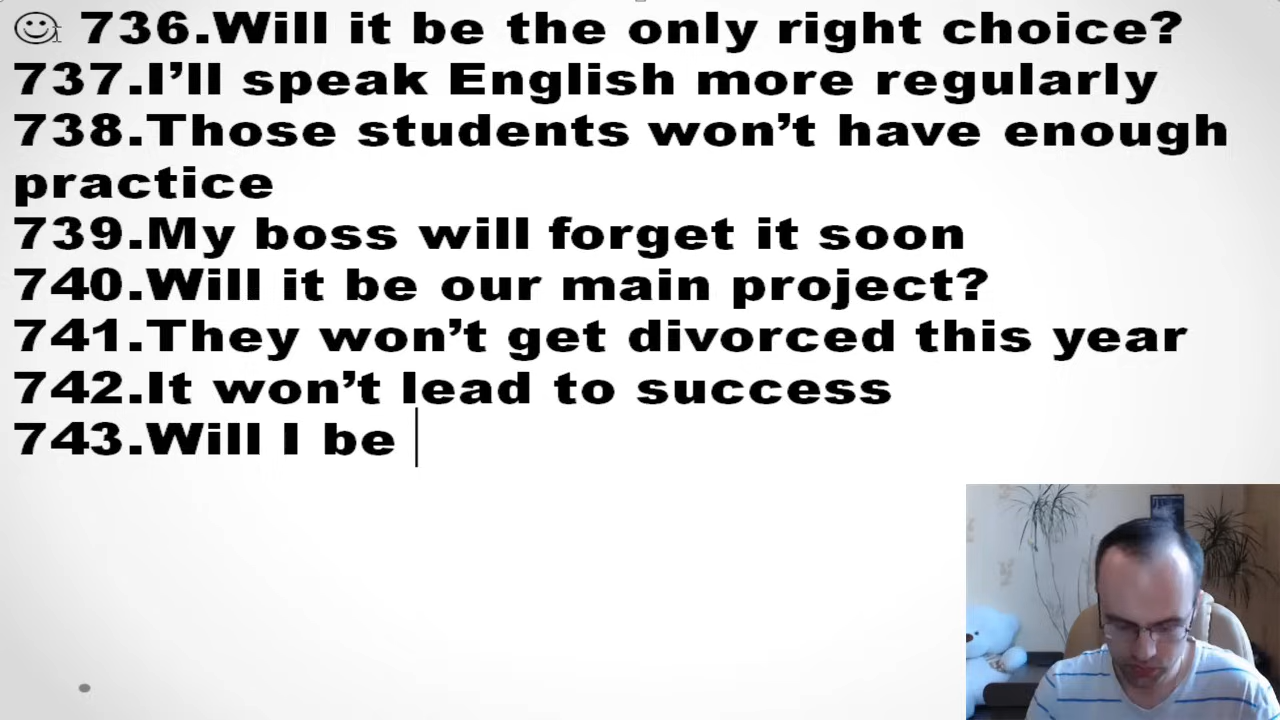 736.Will it be the only right choice?
737.I’ll speak English more regularly
738.Those students won’t have enough
practice
739.My boss will forget it soon
740.Will it be our main project?
741.They won’t get divorced this year
742.It won’t lead to success
743.Will I be